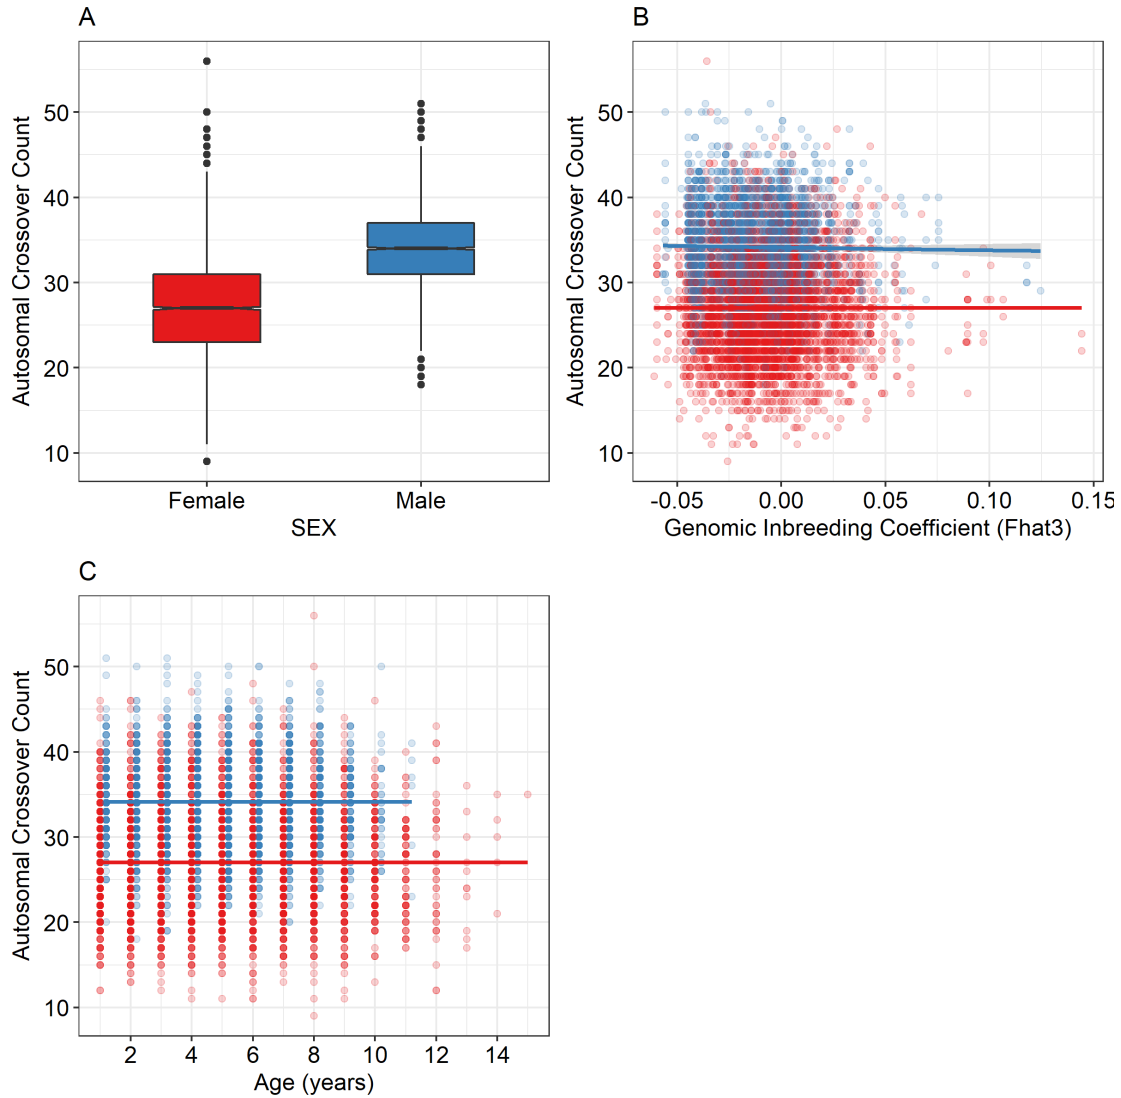 A
Autosomal Crossover Count
50
40
30
20
10
Female Male
SEX
B
Autosomal Crossover Count
50
40
30
20
10
-0.05 0.00 0.05 0.10 0.15
Genomic Inbreeding Coefficient (Fhat3)
C
Autosomal Crossover Count
50
40
30
20
10
2 4 6 8 10 12 14
Age (years)